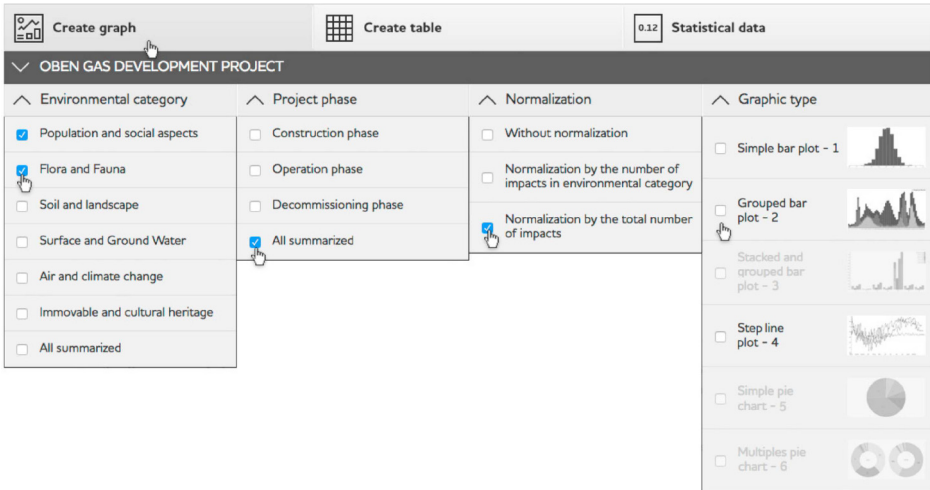 Create graph
Create table
0.12 Statistical data
OBEN GAS DEVELOPMENT PROJECT
Environmental category
Population and social aspects
Flora and Fauna
Soil and landscape
Surface and Ground Water
Air and climate change
Immovable and cultural heritage
All summarized
Project phase
Construction phase
Operation phase
Decommissioning phase
All summarized
Normalization
Without normalization
Normalization by the number of
impacts in environmental category
Normalization by the total number
of impacts
Graphic type
Simple bar plot - 1
Grouped bar
plot - 2
Stacked and
grouped bar
plot - 3
Step line
plot - 4
Simple pie
chart - 5
Multiples pie
chart - 6